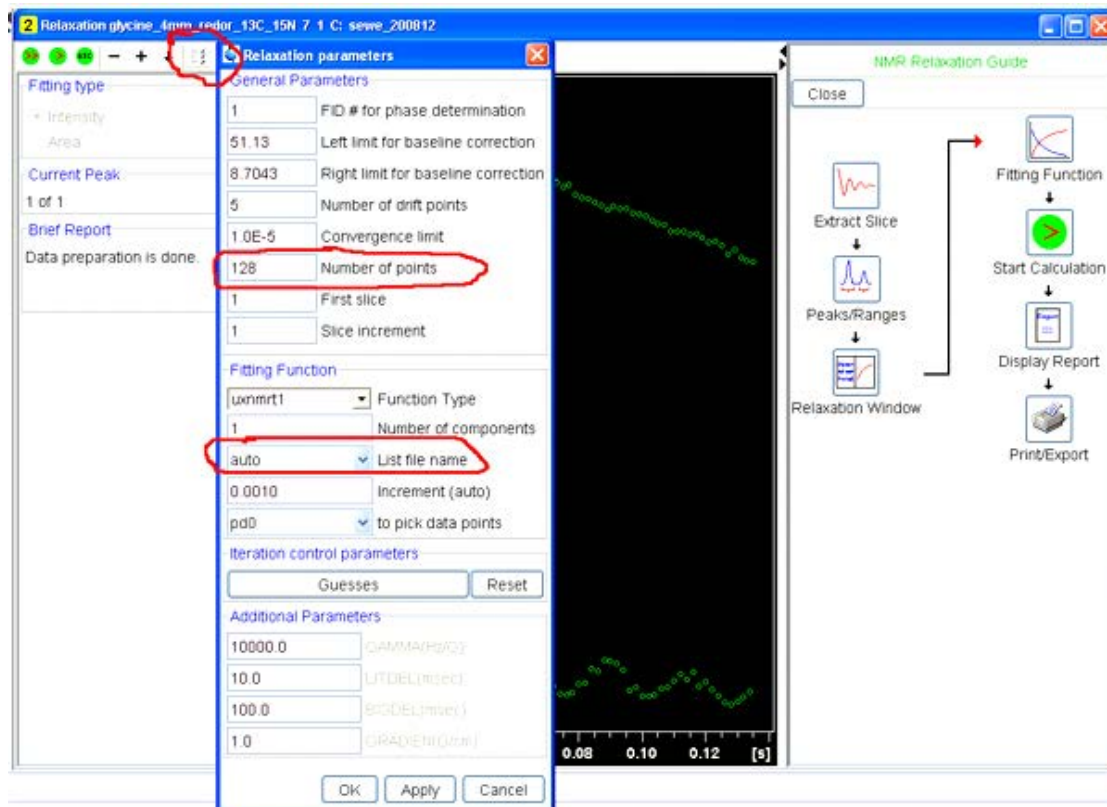 2 Relaxation glycine_4mm_redor_13C_15N 7 1 C: sewe_200812
Fitting type
Intensity
Area
Current Peak
1 of 1
Brief Report
Data preparation is done.
Relaxation parameters
General Parameters
1 FID # for phase determination
51.13 Left limit for baseline correction
8.7043 Right limit for baseline correction
5 Number of drift points
1.0E-5 Convergence limit
128 Number of points
1 First slice
1 Slice increment
Fitting Function
uxnmrt1 Function Type
1 Number of components
auto List file name
0.0010 Increment (auto)
pd0 to pick data points
Iteration control parameters
Guesses Reset
Additional Parameters
10000.0 GAMMA(Hz/G)
10.0 LITDEL(msec)
100.0 BIGDEL(msec)
1.0 GRADIEN(G/cm)
OK Apply Cancel
0.08 0.10 0.12 [s]
NMR Relaxation Guide
Close
Extract Slice
Peaks/Ranges
Relaxation Window
Fitting Function
Start Calculation
Display Report
Print/Export